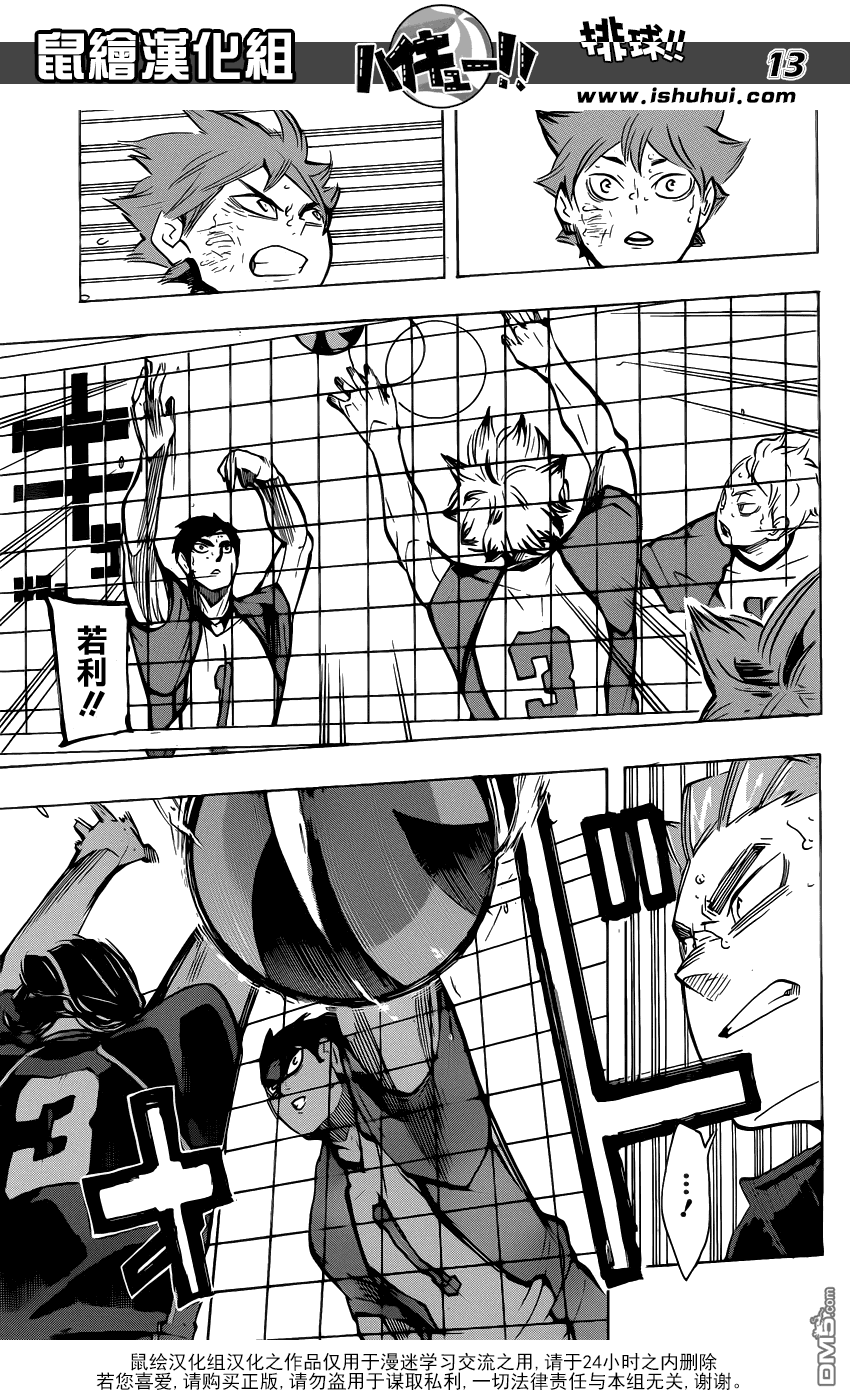 鼠繪漢化組
ハイキュー!!
排球!!
13
www.ishuhui.com
若利!!
3
…!
3
DM5.com
鼠绘汉化组汉化之作品仅用于漫迷学习交流之用, 请于24小时之内删除
若您喜爱, 请购买正版, 请勿盗用于谋取私利, 一切法律责任与本组无关, 谢谢.